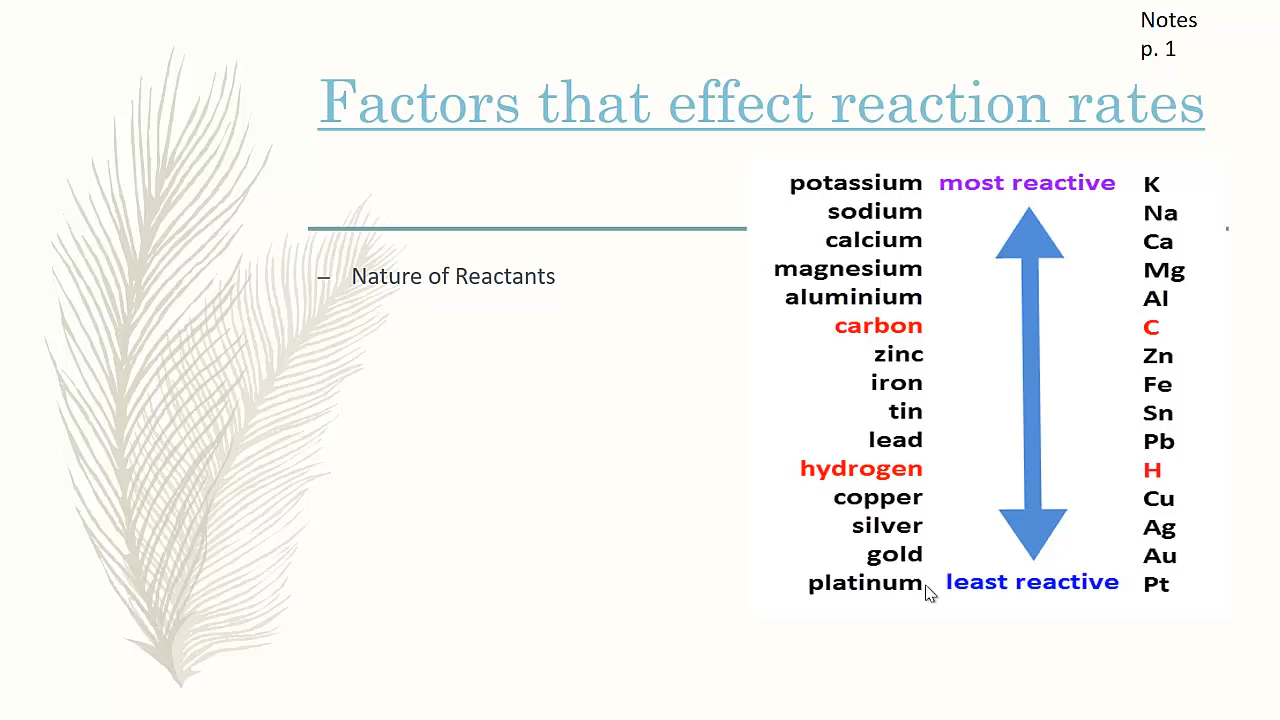 Notes
p. 1
Factors that effect reaction rates
– Nature of Reactants
potassium most reactive K
sodium Na
calcium Ca
magnesium Mg
aluminium Al
carbon C
zinc Zn
iron Fe
tin Sn
lead Pb
hydrogen H
copper Cu
silver Ag
gold Au
platinum least reactive Pt